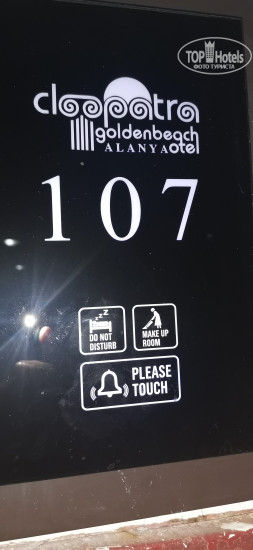 TOP Hotels
ФОТО ТУРИСТА
cleopatra
goldenbeach
ALANYA otel
107
DO NOT
DISTURB
MAKE UP
ROOM
PLEASE
TOUCH